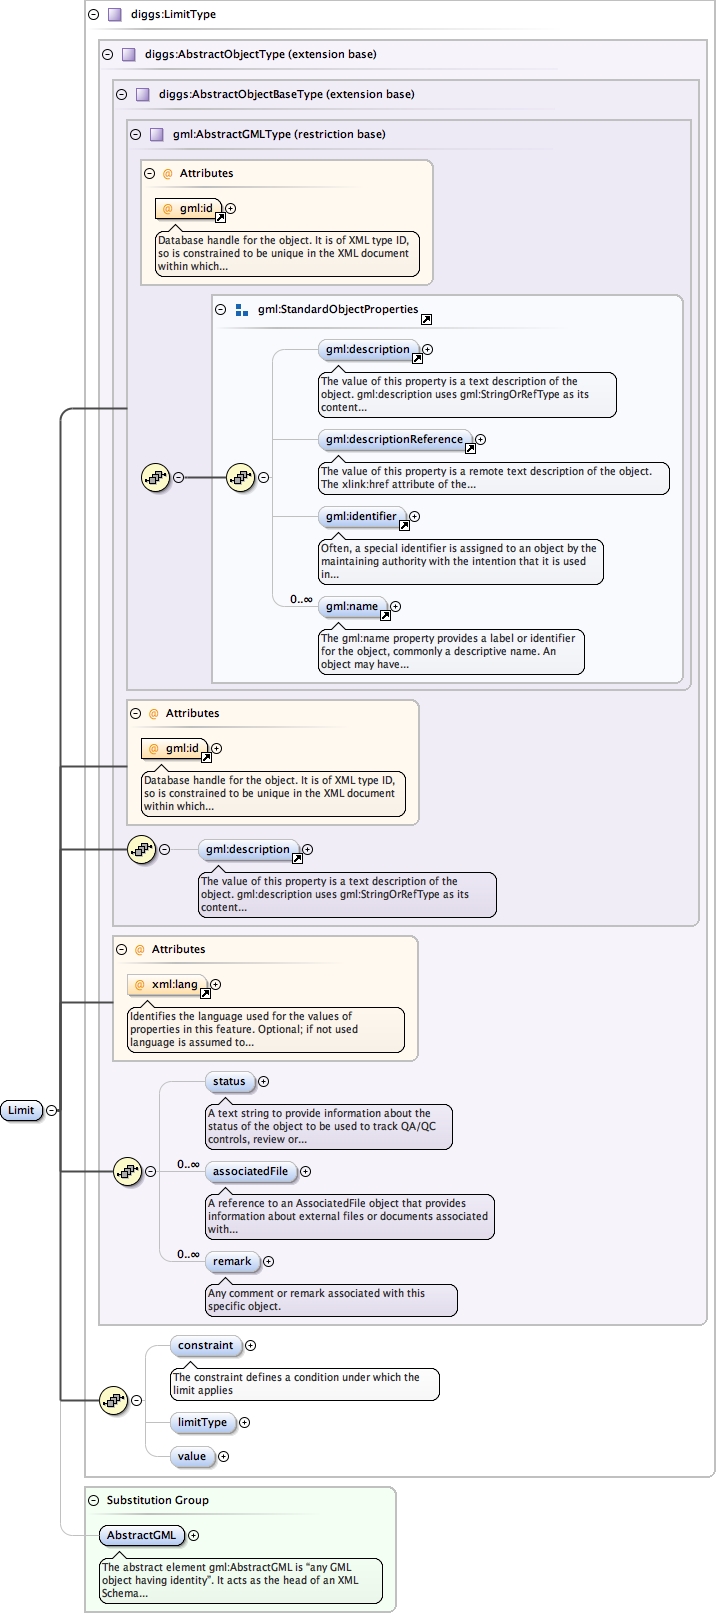 diggs:LimitType
diggs:AbstractObjectType (extension base)
diggs:AbstractObjectBaseType (extension base)
gml:AbstractGMLType (restriction base)
@ Attributes
@ gml:id
Database handle for the object. It is of XML type ID,
so is constrained to be unique in the XML document
within which...
gml:StandardObjectProperties
gml:description
The value of this property is a text description of the
object. gml:description uses gml:StringOrRefType as its
content...
gml:descriptionReference
The value of this property is a remote text description of the object.
The xlink:href attribute of the...
gml:identifier
Often, a special identifier is assigned to an object by the
maintaining authority with the intention that it is used
in...
0..∞
gml:name
The gml:name property provides a label or identifier
for the object, commonly a descriptive name. An
object may have...
@ Attributes
@ gml:id
Database handle for the object. It is of XML type ID,
so is constrained to be unique in the XML document
within which...
gml:description
The value of this property is a text description of the
object. gml:description uses gml:StringOrRefType as its
content...
@ Attributes
@ xml:lang
Identifies the language used for the values of
properties in this feature. Optional; if not used
language is assumed to...
Limit
status
A text string to provide information about the
status of the object to be used to track QA/QC
controls, review or...
0..∞
associatedFile
A reference to an AssociatedFile object that provides
information about external files or documents associated
with...
0..∞
remark
Any comment or remark associated with this
specific object.
constraint
The constraint defines a condition under which the
limit applies
limitType
value
Substitution Group
AbstractGML
The abstract element gml:AbstractGML is "any GML
object having identity". It acts as the head of an XML
Schema...